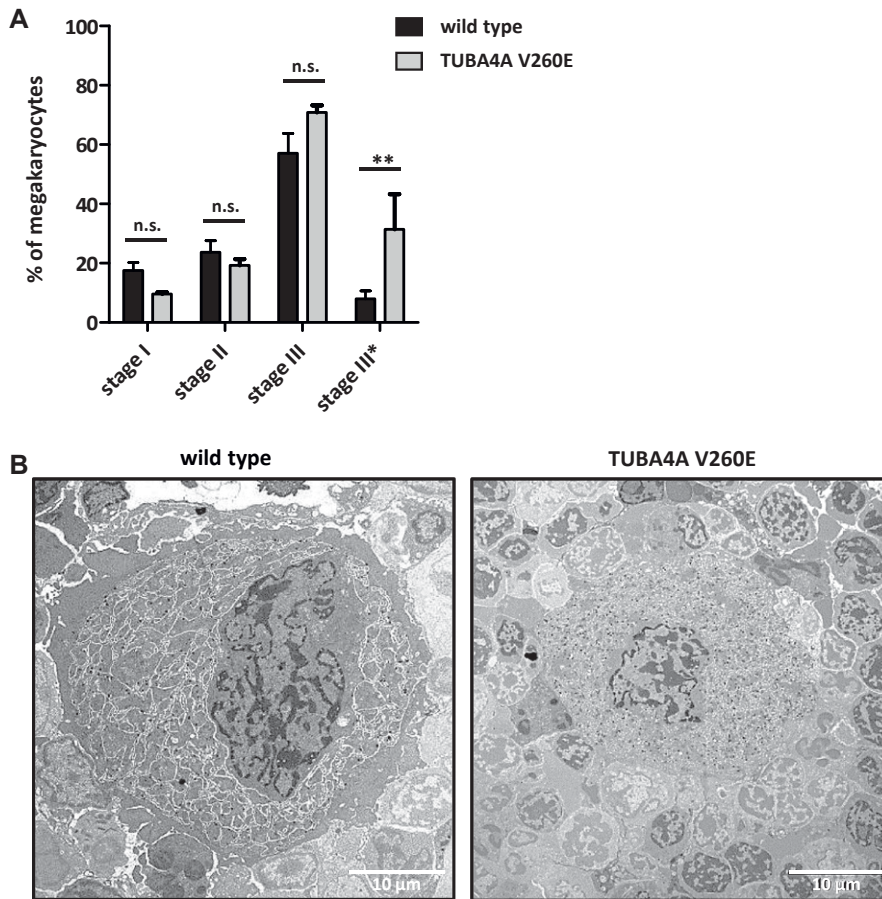 A
100
80
60
40
20
0
% of megakaryocytes
wild type
TUBA4A V260E
n.s.
n.s.
n.s.
**
stage I
stage II
stage III
stage III*
B
wild type
TUBA4A V260E
10 μm
10 μm